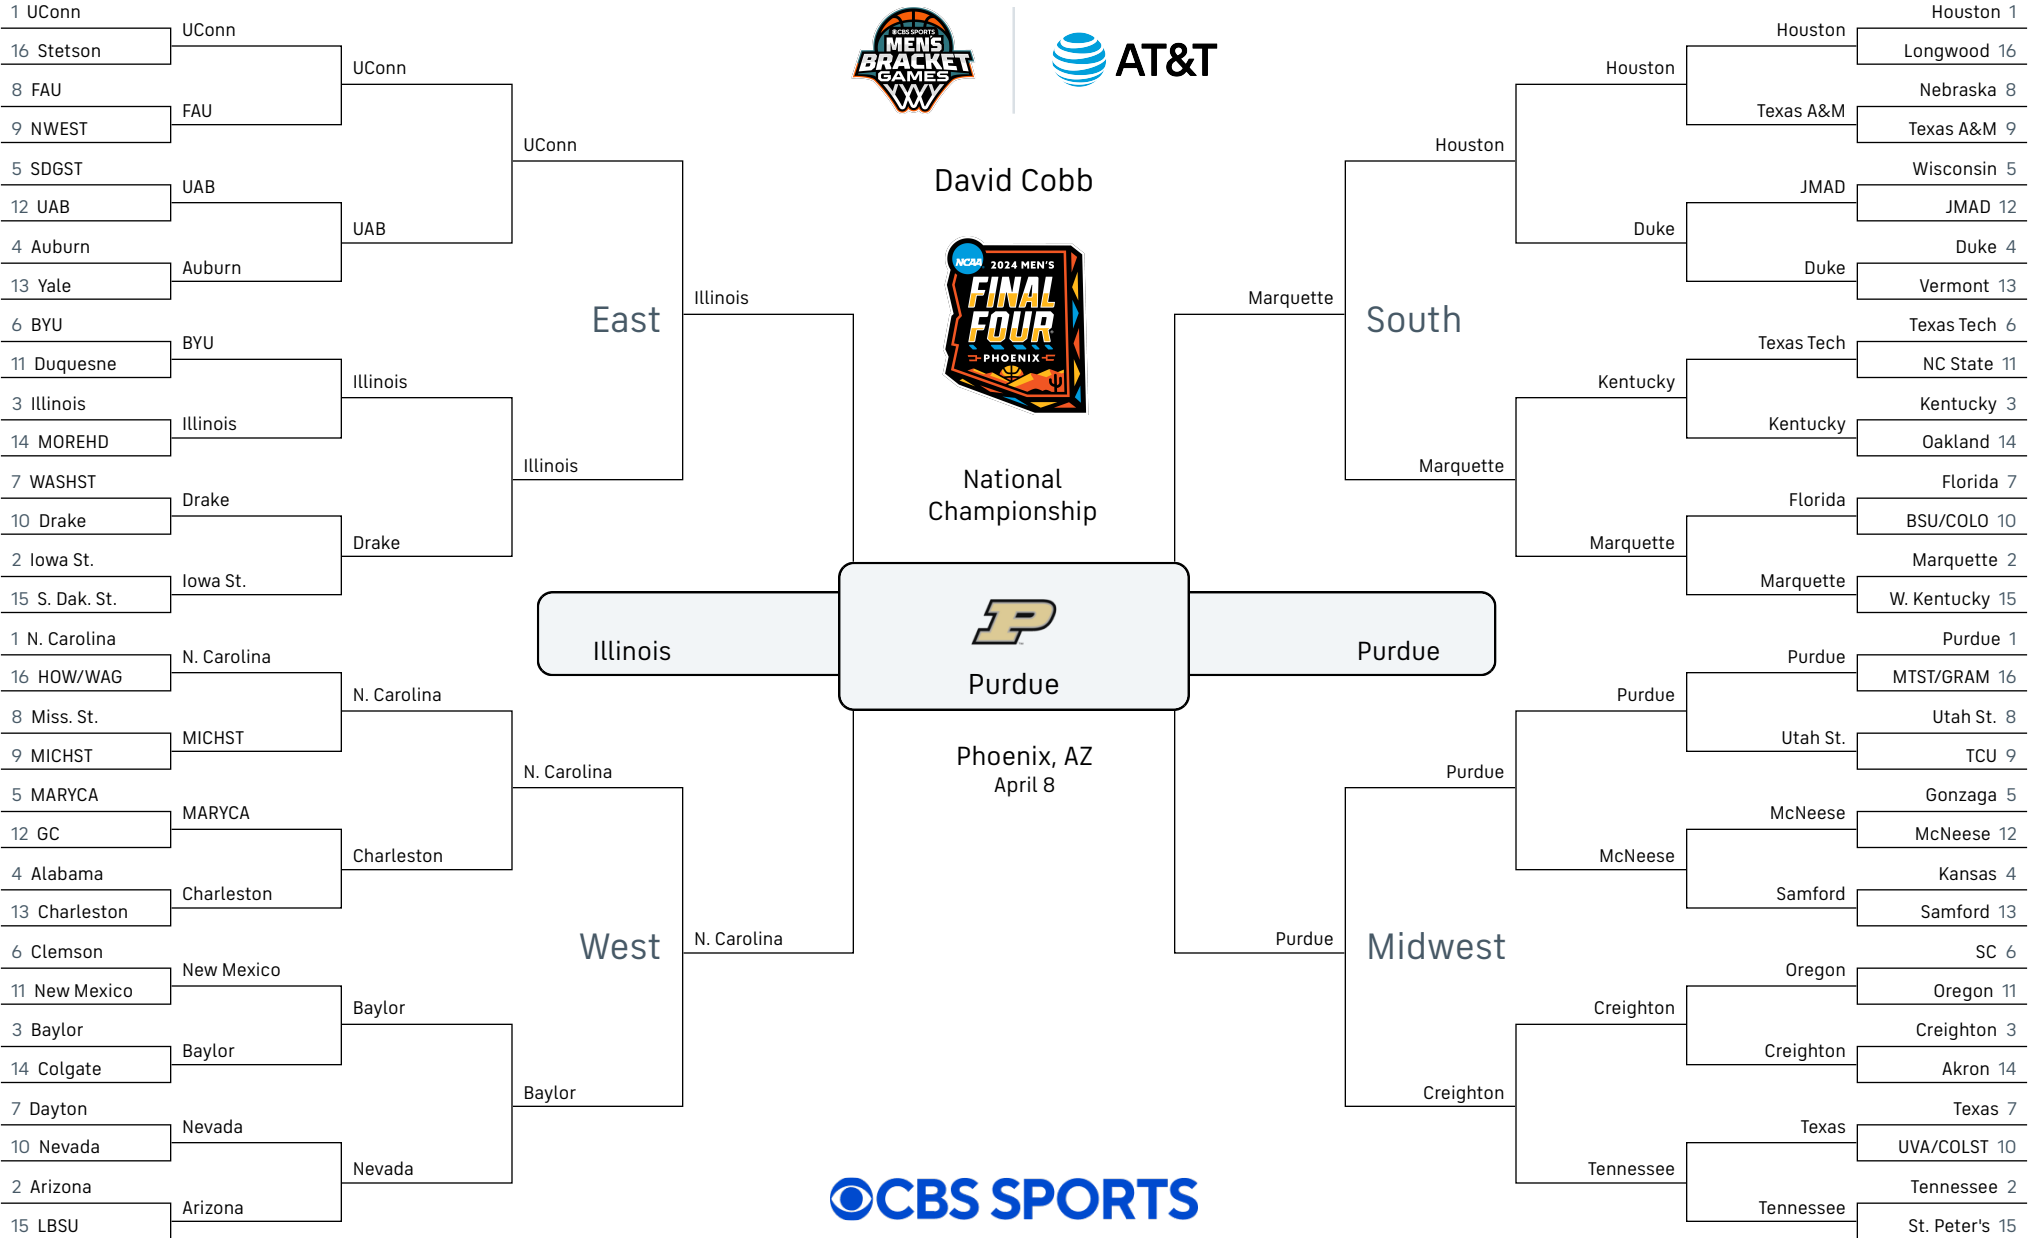 1 UConn
16 Stetson
8 FAU
9 NWEST
5 SDGST
12 UAB
4 Auburn
13 Yale
6 BYU
11 Duquesne
3 Illinois
14 MOREHD
7 WASHST
10 Drake
2 Iowa St.
15 S. Dak. St.
1 N. Carolina
16 HOW/WAG
8 Miss. St.
9 MICHST
5 MARYCA
12 GC
4 Alabama
13 Charleston
6 Clemson
11 New Mexico
3 Baylor
14 Colgate
7 Dayton
10 Nevada
2 Arizona
15 LBSU
UConn
FAU
UAB
Auburn
BYU
Illinois
Drake
Iowa St.
N. Carolina
MICHST
MARYCA
Charleston
New Mexico
Baylor
Nevada
Arizona
UConn
UAB
Illinois
Drake
N. Carolina
Charleston
Baylor
Nevada
UConn
Illinois
N. Carolina
Baylor
East
West
Illinois
N. Carolina
CBS SPORTS
MEN'S
BRACKET
GAMES
AT&T
David Cobb
NCAA
2024 MEN'S
FINAL
FOUR
PHOENIX
National
Championship
Illinois
Purdue
Purdue
Phoenix, AZ
April 8
CBS SPORTS
Marquette
Purdue
South
Midwest
Houston
Marquette
Purdue
Creighton
Houston
Duke
Kentucky
Marquette
Purdue
McNeese
Creighton
Tennessee
Houston
Texas A&M
JMAD
Duke
Texas Tech
Kentucky
Florida
Marquette
Purdue
Utah St.
McNeese
Samford
Oregon
Creighton
Texas
Tennessee
Houston 1
Longwood 16
Nebraska 8
Texas A&M 9
Wisconsin 5
JMAD 12
Duke 4
Vermont 13
Texas Tech 6
NC State 11
Kentucky 3
Oakland 14
Florida 7
BSU/COLO 10
Marquette 2
W. Kentucky 15
Purdue 1
MTST/GRAM 16
Utah St. 8
TCU 9
Gonzaga 5
McNeese 12
Kansas 4
Samford 13
SC 6
Oregon 11
Creighton 3
Akron 14
Texas 7
UVA/COLST 10
Tennessee 2
St. Peter's 15